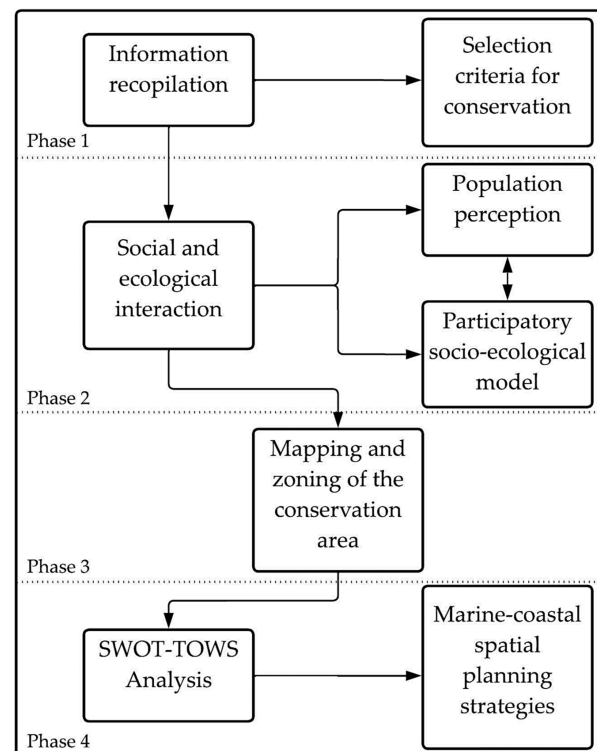 Information
recopilation
Selection
criteria for
conservation
Phase 1
Population
perception
Social and
ecological
interaction
Participatory
socio-ecological
model
Phase 2
Mapping and
zoning of the
conservation
area
Phase 3
SWOT-TOWS
Analysis
Marine-coastal
spatial
planning
strategies
Phase 4